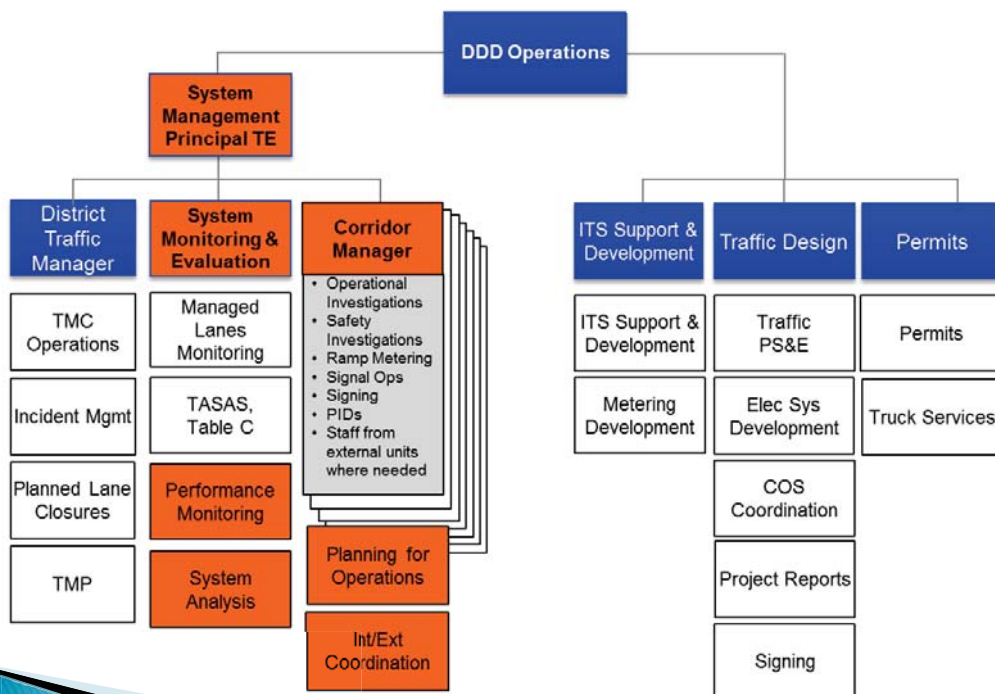 DDD Operations
System
Management
Principal TE
District
Traffic
Manager
TMC
Operations
Incident Mgmt
Planned Lane
Closures
TMP
System
Monitoring &
Evaluation
Managed
Lanes
Monitoring
TASAS,
Table C
Performance
Monitoring
System
Analysis
Corridor
Manager
• Operational
Investigations
• Safety
Investigations
• Ramp Metering
• Signal Ops
• Signing
• PIDs
• Staff from
external units
where needed
Planning for
Operations
Int/Ext
Coordination
ITS Support &
Development
ITS Support &
Development
Metering
Development
Traffic Design
Traffic
PS&E
Elec Sys
Development
COS
Coordination
Project Reports
Signing
Permits
Permits
Truck Services